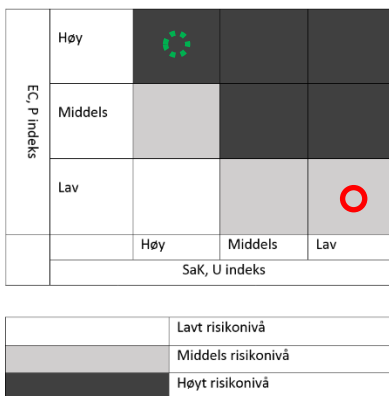 EC, P indeks
Høy
Middels
Lav
Høy
Middels
Lav
SaK, U indeks
Lavt risikonivå
Middels risikonivå
Høyt risikonivå